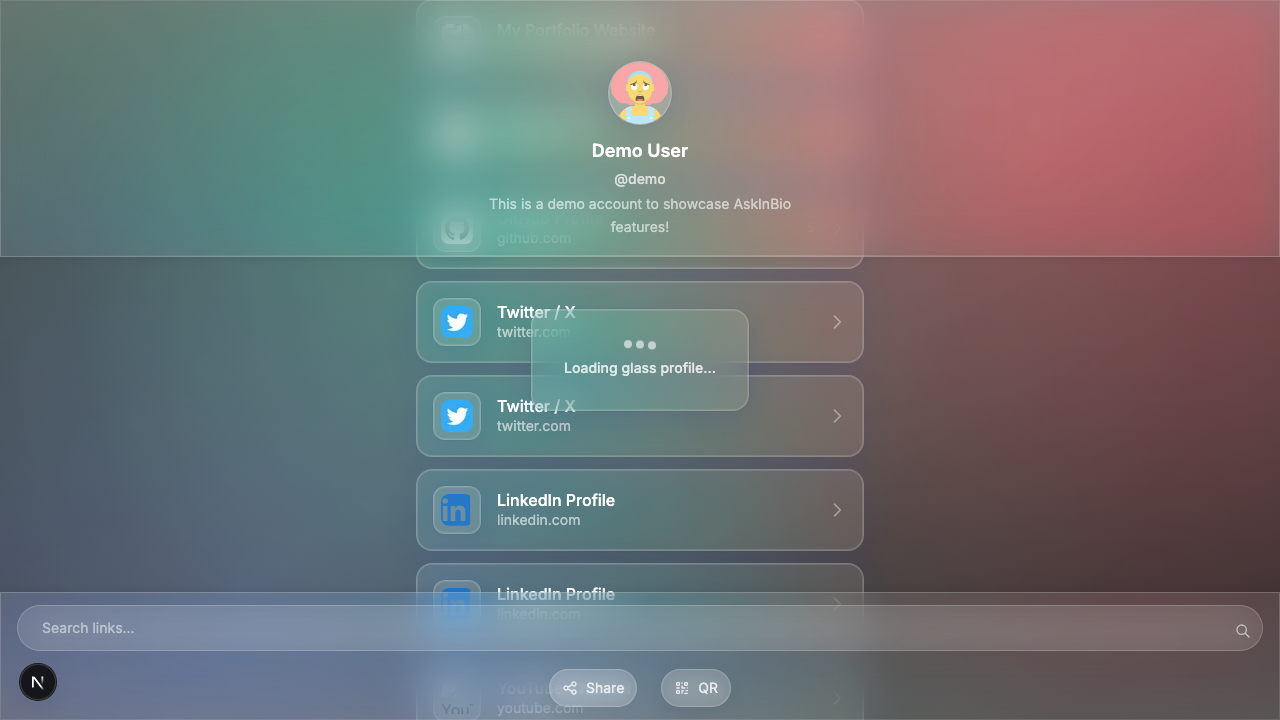 My Portfolio Website
Demo User
@demo
This is a demo account to showcase AskInBio
features!
github.com
Twitter / X
twitter.com
Loading glass profile...
Twitter / X
twitter.com
LinkedIn Profile
linkedin.com
LinkedIn Profile
linkedin.com
Search links...
N
Share
QR
YouTube
youtube.com